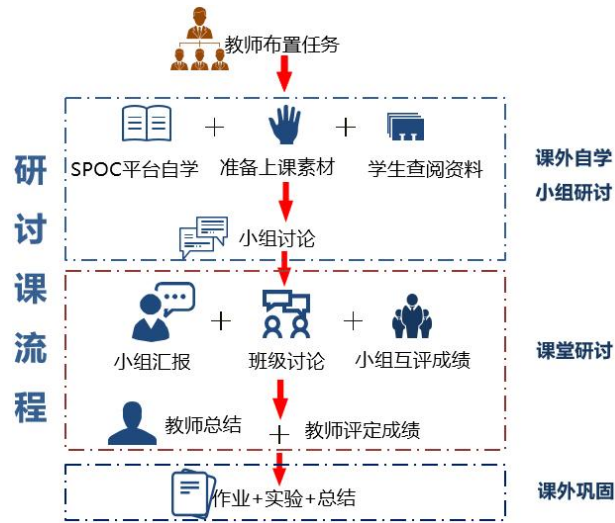 教师布置任务
+
+
SPOC平台自学
准备上课素材
学生查阅资料
小组讨论
课外自学
小组研讨
研讨课流程
+
+
小组汇报
班级讨论
小组互评成绩
教师总结
+
教师评定成绩
课堂研讨
作业+实验+总结
课外巩固